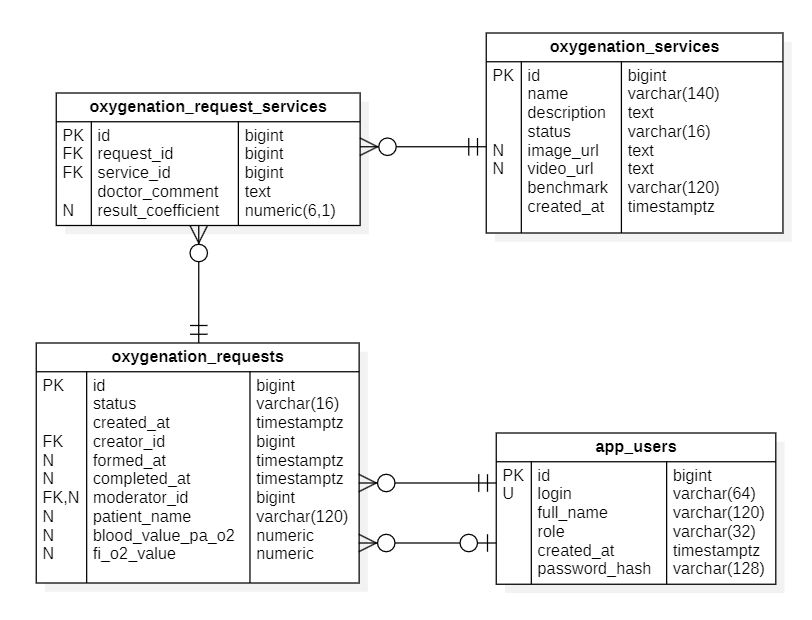 oxygenation_services
PK id bigint
name varchar(140)
description text
status varchar(16)
N image_url text
N video_url text
benchmark varchar(120)
created_at timestamptz
oxygenation_request_services
PK id bigint
FK request_id bigint
FK service_id bigint
doctor_comment text
N result_coefficient numeric(6,1)
oxygenation_requests
PK id bigint
status varchar(16)
created_at timestamptz
FK creator_id bigint
N formed_at timestamptz
N completed_at timestamptz
FK,N moderator_id bigint
N patient_name varchar(120)
N blood_value_pa_o2 numeric
N fi_o2_value numeric
app_users
PK id bigint
U login varchar(64)
full_name varchar(120)
role varchar(32)
created_at timestamptz
password_hash varchar(128)